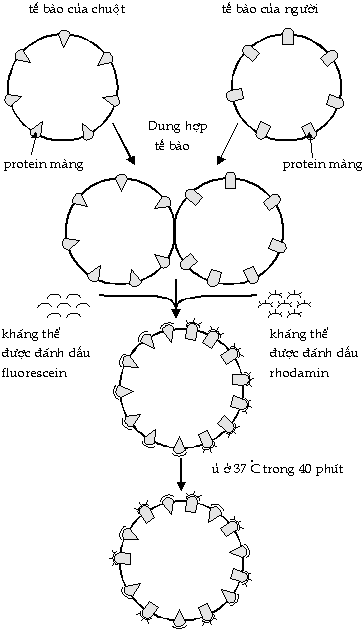 tế bào của chuột
tế bào của người
Dung hợp
tế bào
protein màng
protein màng
kháng thể
được đánh dấu
fluorescein
kháng thể
được đánh dấu
rhodamin
ủ ở 37°C trong 40 phút